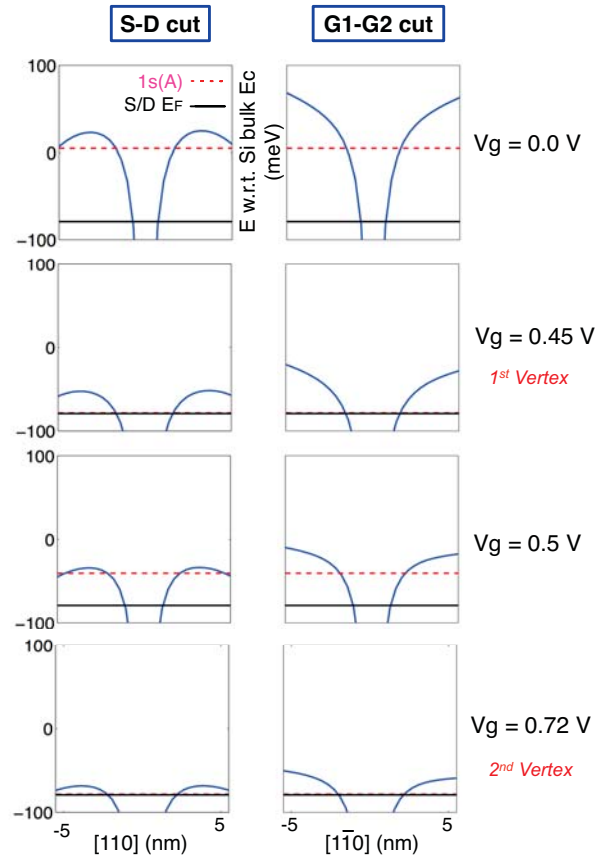 S-D cut
G1-G2 cut
100
0
−100
1s(A)
S/D EF
E w.r.t. Si bulk Ec
(meV)
Vg = 0.0 V
100
0
−100
Vg = 0.45 V
1st Vertex
100
0
−100
Vg = 0.5 V
100
0
−100
Vg = 0.72 V
2nd Vertex
-5
5
[110] (nm)
-5
5
[11̅0] (nm)